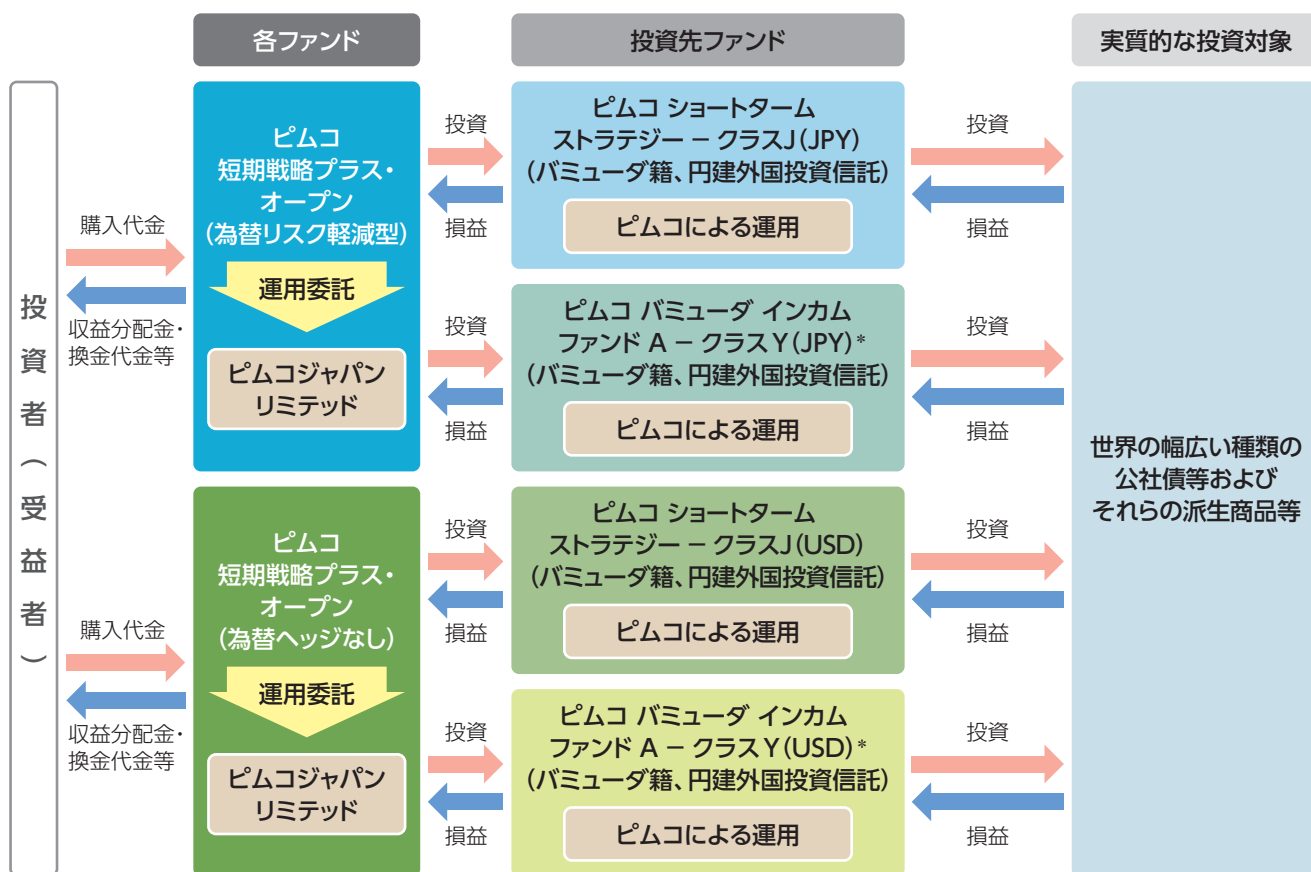 各ファンド
投資先ファンド
実質的な投資対象
投資者(受益者)
購入代金
収益分配金・
換金代金等
ピムコ
短期戦略プラス・
オープン
(為替リスク軽減型)
運用委託
ピムコジャパン
リミテッド
投資
損益
ピムコ ショートターム
ストラテジー − クラスJ(JPY)
(バミューダ籍、円建外国投資信託)
ピムコによる運用
投資
損益
投資
損益
ピムコ バミューダ インカム
ファンド A − クラス Y(JPY)*
(バミューダ籍、円建外国投資信託)
ピムコによる運用
投資
損益
世界の幅広い種類の
公社債等および
それらの派生商品等
購入代金
収益分配金・
換金代金等
ピムコ
短期戦略プラス・
オープン
(為替ヘッジなし)
運用委託
ピムコジャパン
リミテッド
投資
損益
ピムコ ショートターム
ストラテジー − クラスJ(USD)
(バミューダ籍、円建外国投資信託)
ピムコによる運用
投資
損益
投資
損益
ピムコ バミューダ インカム
ファンド A − クラス Y(USD)*
(バミューダ籍、円建外国投資信託)
ピムコによる運用
投資
損益